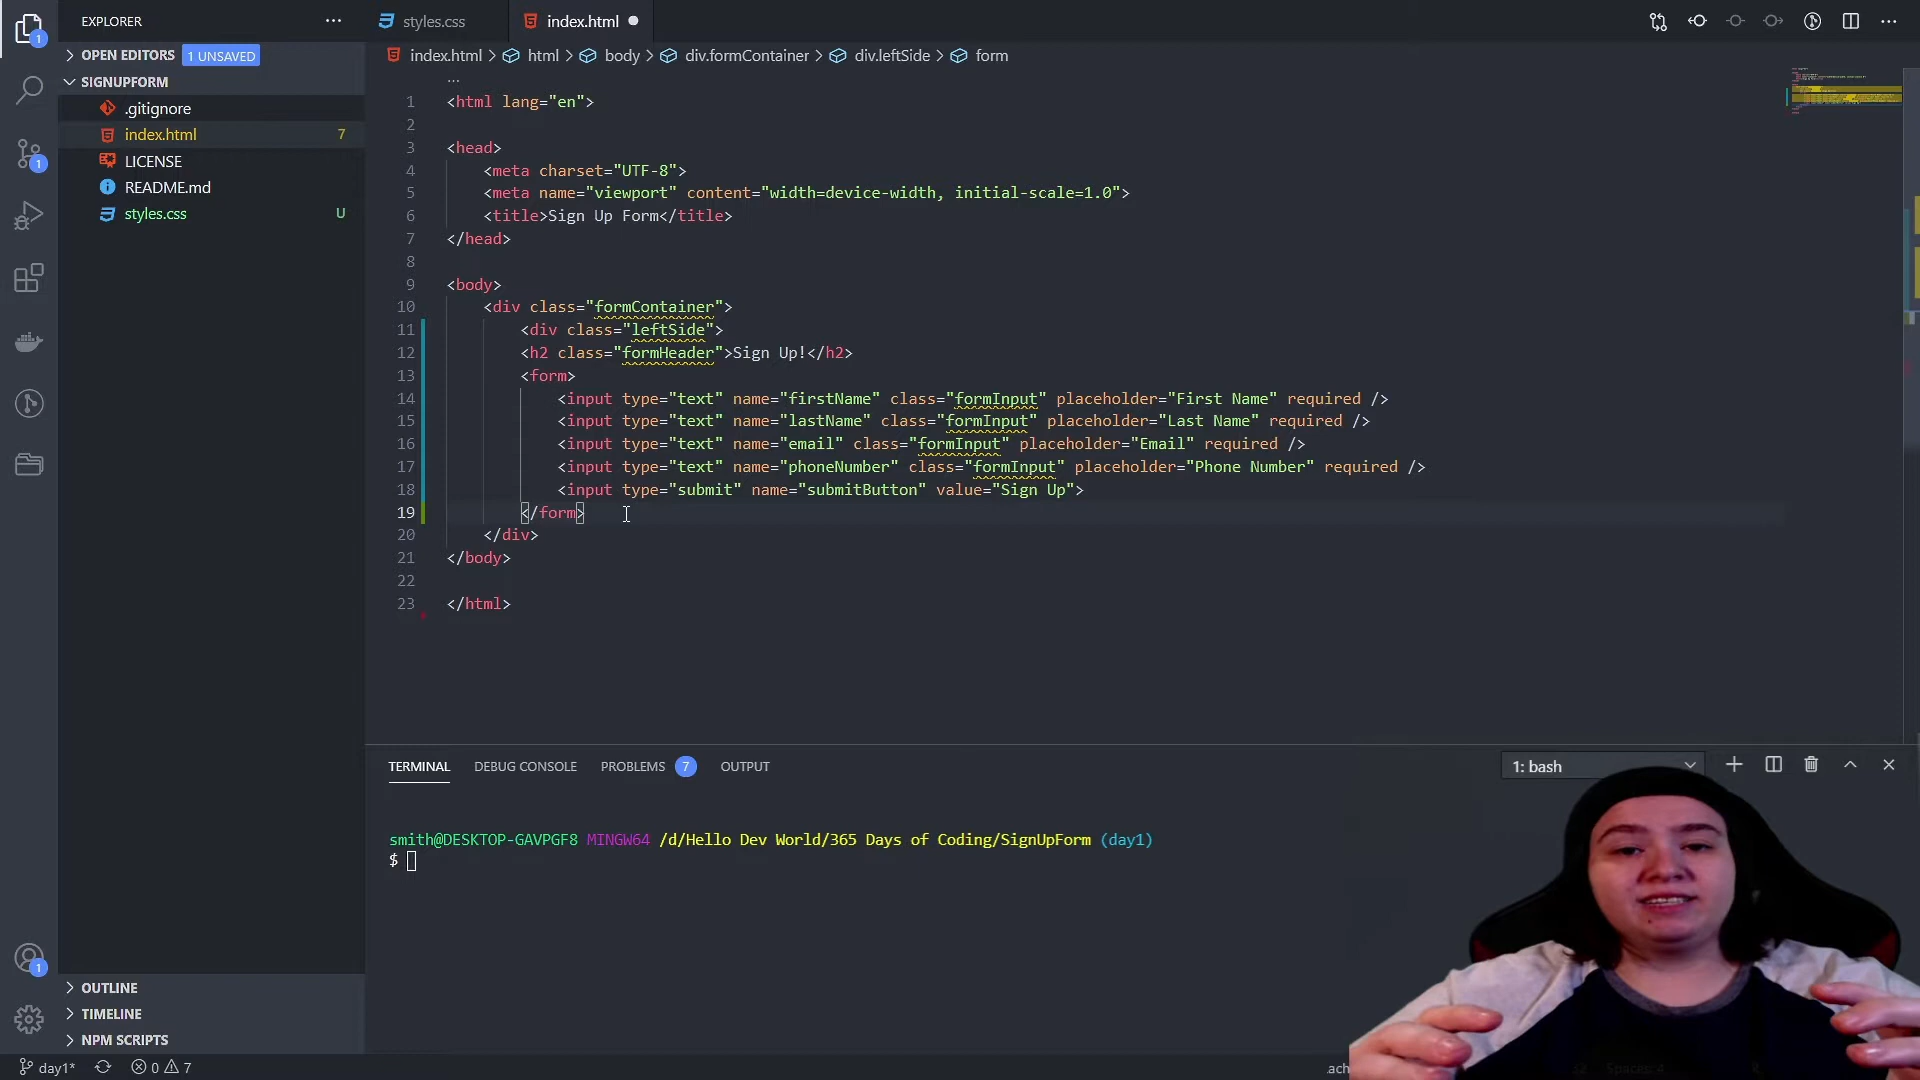 EXPLORER
styles.css
index.html
OPEN EDITORS 1 UNSAVED
SIGNUPFORM
.gitignore
index.html 7
LICENSE
README.md
styles.css U
OUTLINE
TIMELINE
NPM SCRIPTS
index.html > html > body > div.formContainer > div.leftSide > form
...
1 <html lang="en">
2
3 <head>
4 <meta charset="UTF-8">
5 <meta name="viewport" content="width=device-width, initial-scale=1.0">
6 <title>Sign Up Form</title>
7 </head>
8
9 <body>
10 <div class="formContainer">
11 <div class="leftSide">
12 <h2 class="formHeader">Sign Up!</h2>
13 <form>
14 <input type="text" name="firstName" class="formInput" placeholder="First Name" required />
15 <input type="text" name="lastName" class="formInput" placeholder="Last Name" required />
16 <input type="text" name="email" class="formInput" placeholder="Email" required />
17 <input type="text" name="phoneNumber" class="formInput" placeholder="Phone Number" required />
18 <input type="submit" name="submitButton" value="Sign Up">
19 </form>
20 </div>
21 </body>
22
23 </html>
TERMINAL DEBUG CONSOLE PROBLEMS 7 OUTPUT
1: bash
smith@DESKTOP-GAVPGF8 MINGW64 /d/Hello Dev World/365 Days of Coding/SignUpForm (day1)
$
1
1
1
day1* 0 7